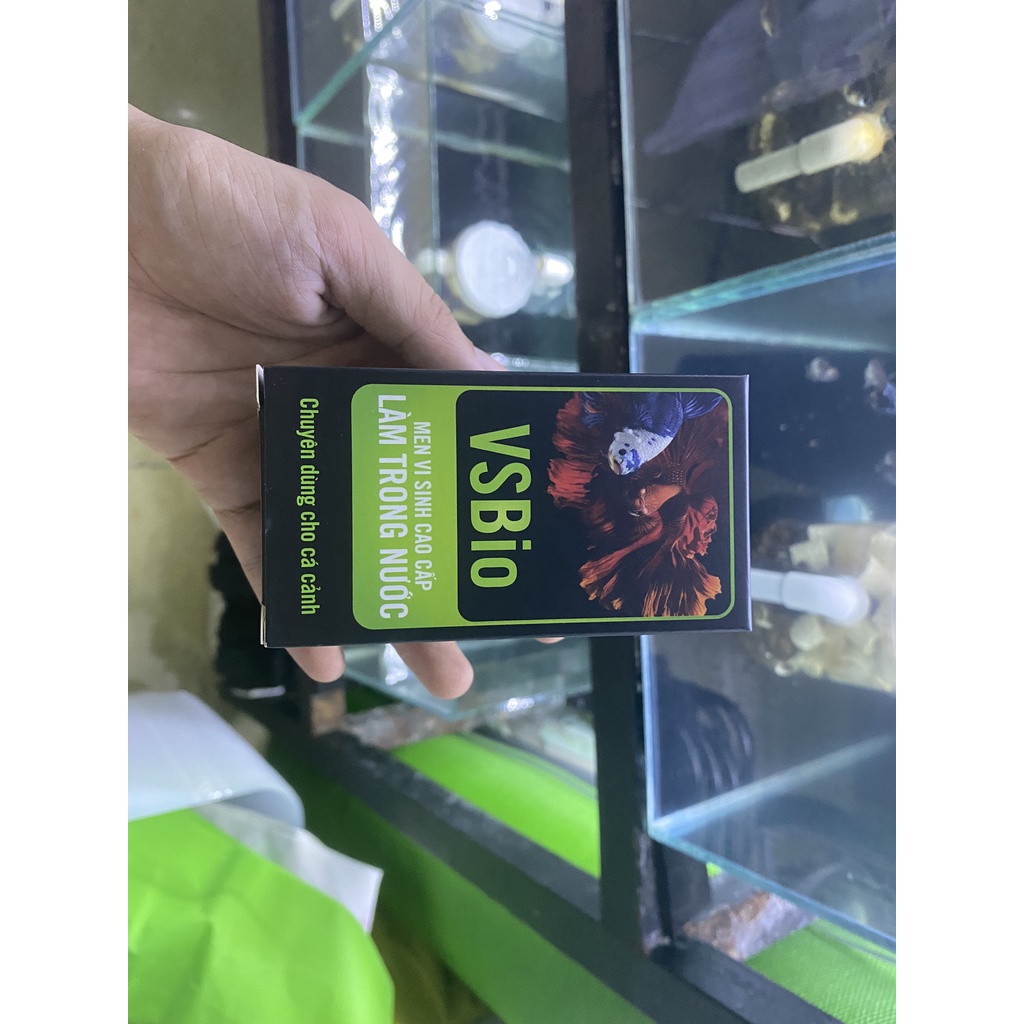 VSBio
MEN VI SINH CAO CẤP
LÀM TRONG NƯỚC
Chuyên dùng cho cá cảnh